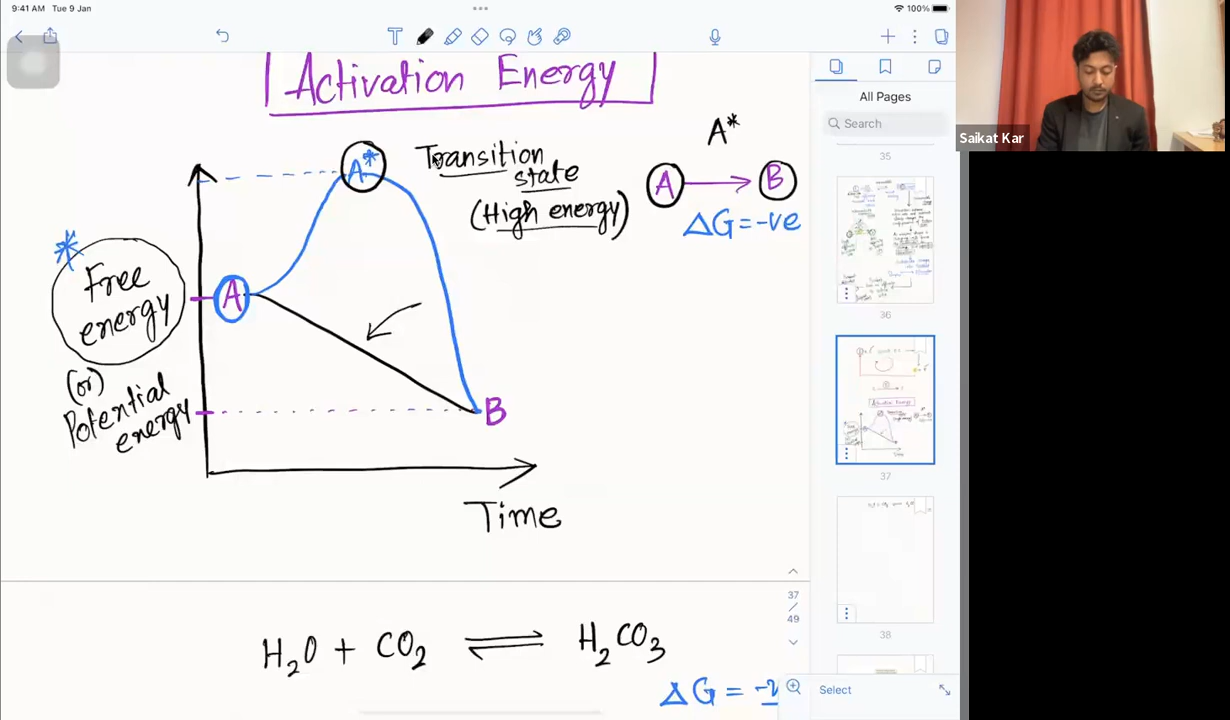 9:41 AM Tue 9 Jan
100%
Activation Energy
All Pages
Search
Saikat Kar
35
36
37
38
A*
Transition
state
(High energy)
A*
A → B
ΔG = -ve
*
Free
energy
(or)
Potential
energy
A
B
Time
37
/
49
H₂O + CO₂ ⇌ H₂CO₃
ΔG =
Select